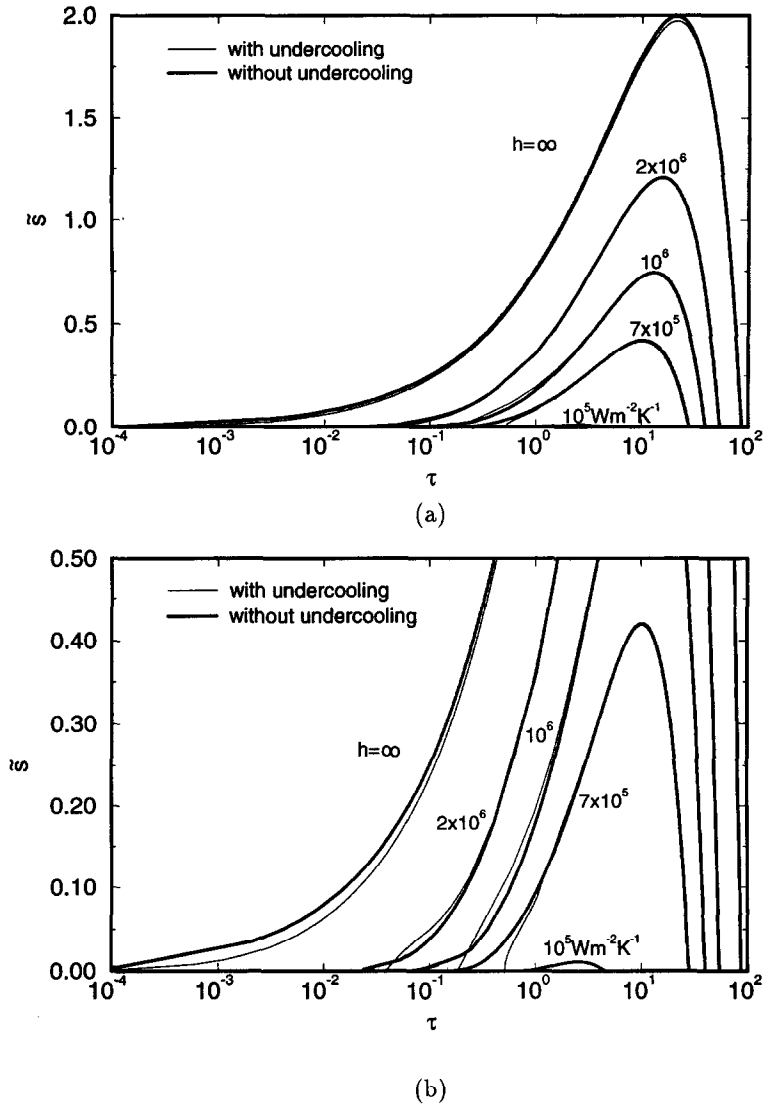 2.0
with undercooling
without undercooling
1.5
h=∞
2x10⁶
s̃
1.0
10⁶
0.5
7x10⁵
10⁵Wm⁻²K⁻¹
0.0
10⁻⁴ 10⁻³ 10⁻² 10⁻¹ 10⁰ 10¹ 10²
τ
(a)
0.50
with undercooling
without undercooling
0.40
0.30
h=∞
10⁶
s̃
7x10⁵
0.20
2x10⁶
0.10
10⁵Wm⁻²K⁻¹
0.00
10⁻⁴ 10⁻³ 10⁻² 10⁻¹ 10⁰ 10¹ 10²
τ
(b)